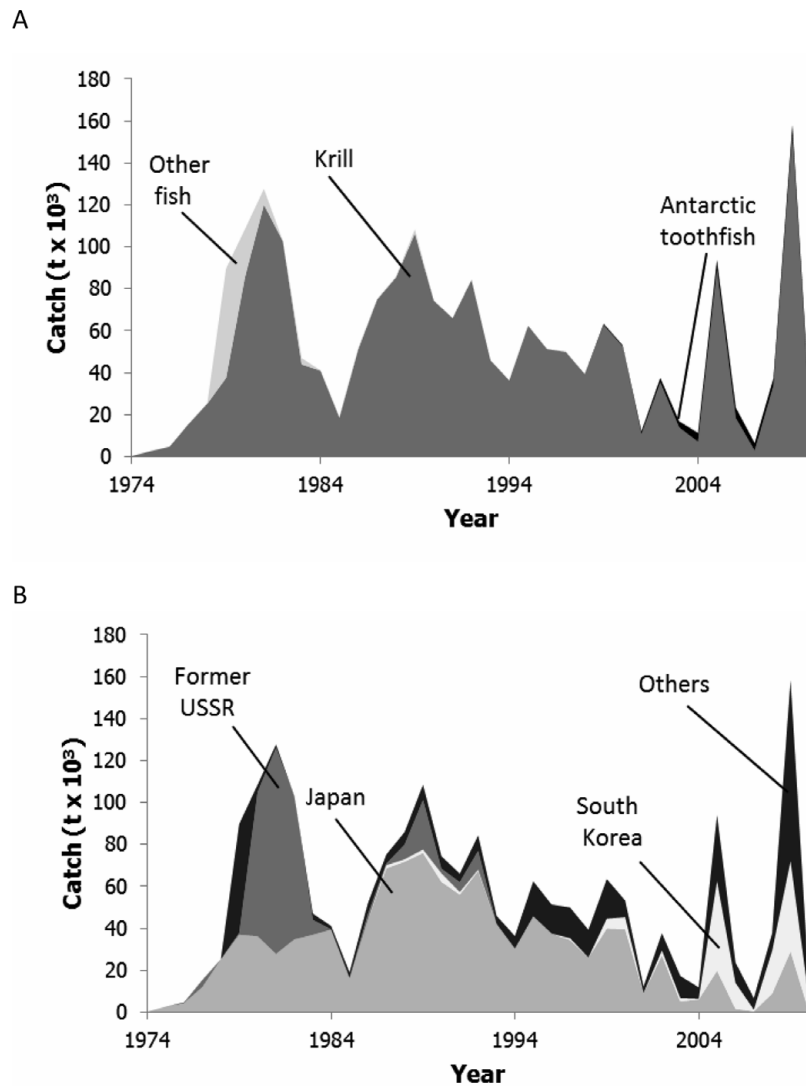 A
180
160
140
120
100
80
60
40
20
0
Catch (t x 10³)
Other
fish
Krill
Antarctic
toothfish
1974
1984
1994
2004
Year
B
180
160
140
120
100
80
60
40
20
0
Catch (t x 10³)
Former
USSR
Japan
South
Korea
Others
1974
1984
1994
2004
Year